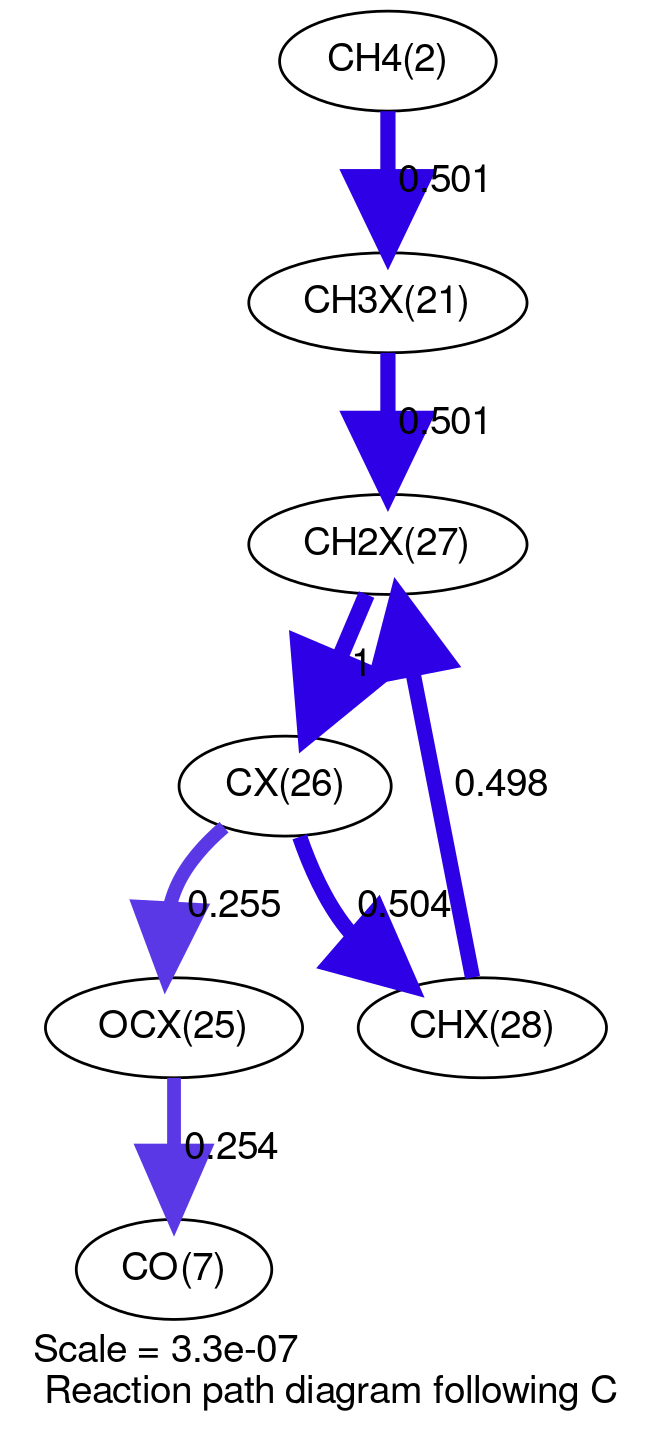 CH4(2)
0.501
CH3X(21)
0.501
CH2X(27)
1
CX(26)
0.498
0.255
0.504
OCX(25)
CHX(28)
0.254
CO(7)
Scale = 3.3e-07
Reaction path diagram following C